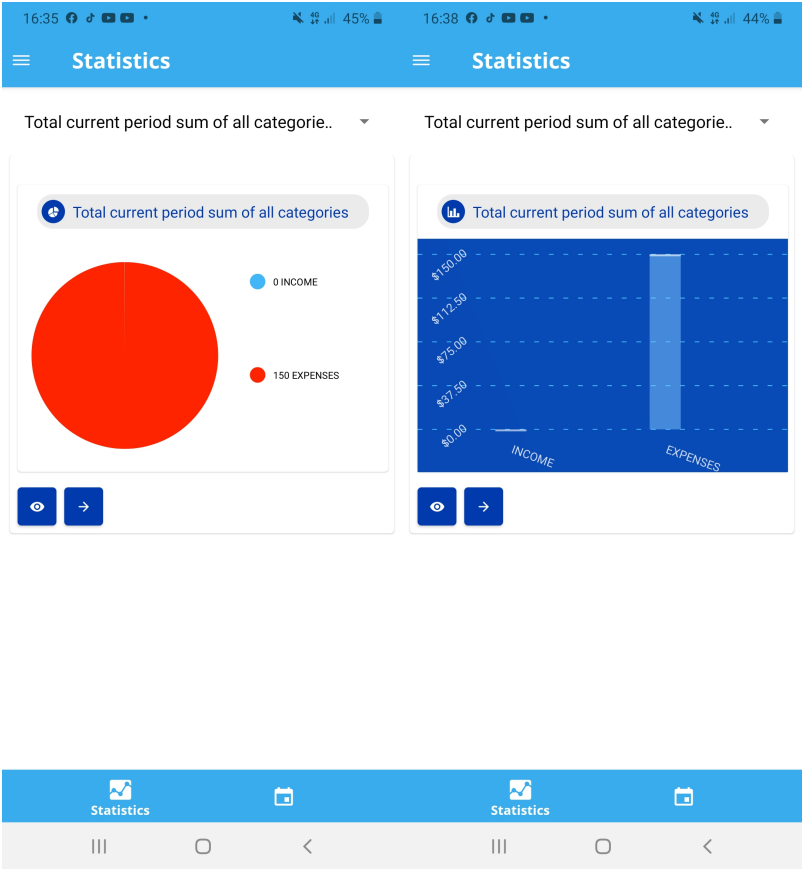 16:35 4G 45%
Statistics
Total current period sum of all categorie..
Total current period sum of all categories
0 INCOME
150 EXPENSES
Statistics
16:38 4G 44%
Statistics
Total current period sum of all categorie..
Total current period sum of all categories
$150.00
$112.50
$75.00
$37.50
$0.00
INCOME
EXPENSES
Statistics